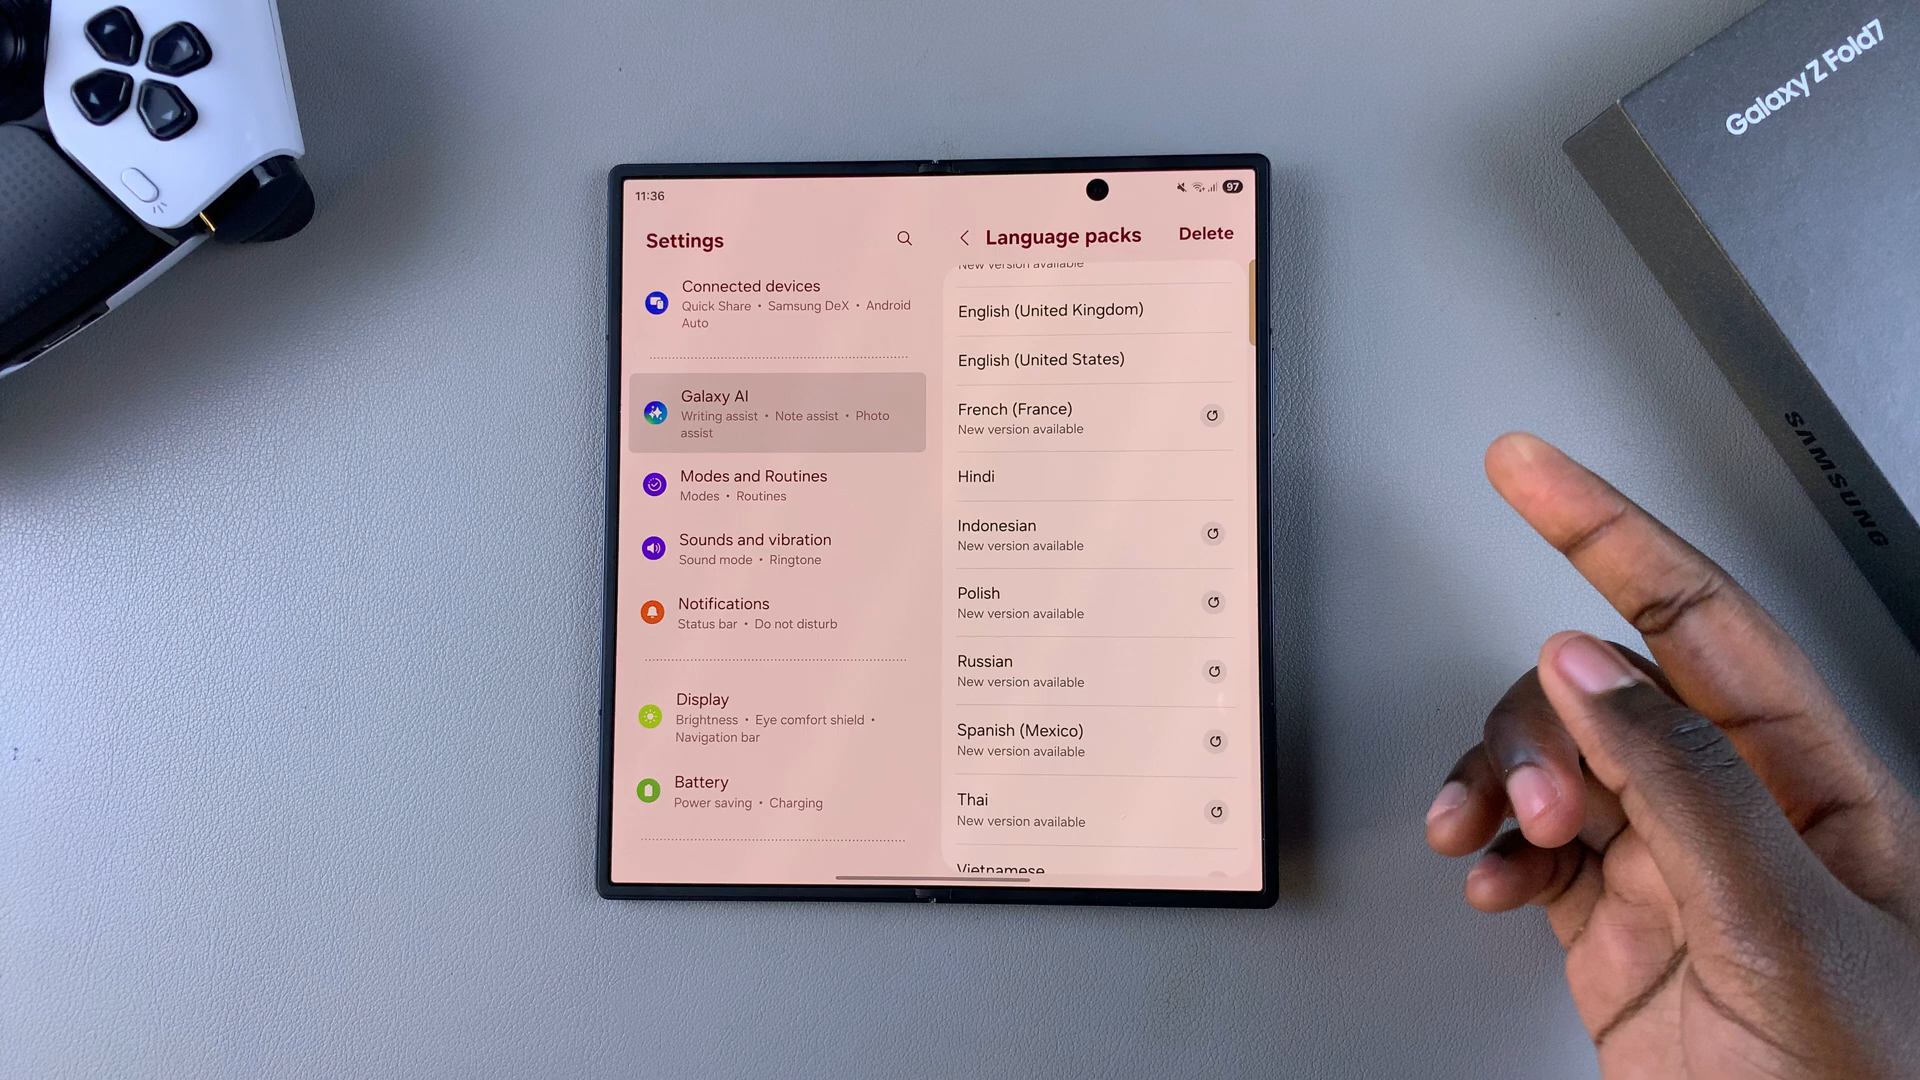 Galaxy Z Fold7
SAMSUNG
11:36
97
Settings
Connected devices
Quick Share • Samsung DeX • Android
Auto
Galaxy AI
Writing assist • Note assist • Photo
assist
Modes and Routines
Modes • Routines
Sounds and vibration
Sound mode • Ringtone
Notifications
Status bar • Do not disturb
Display
Brightness • Eye comfort shield •
Navigation bar
Battery
Power saving • Charging
Language packs
Delete
New version available
English (United Kingdom)
English (United States)
French (France)
New version available
Hindi
Indonesian
New version available
Polish
New version available
Russian
New version available
Spanish (Mexico)
New version available
Thai
New version available
Vietnamese